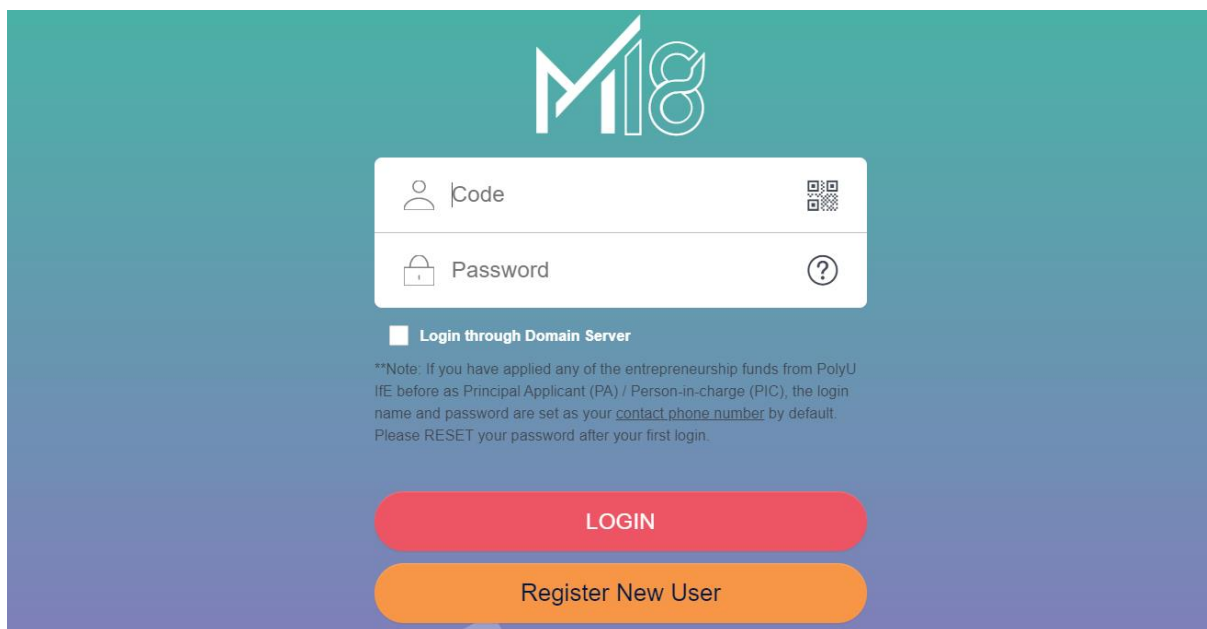 M18
Code
Password
Login through Domain Server
**Note: If you have applied any of the entrepreneurship funds from PolyU
IfE before as Principal Applicant (PA) / Person-in-charge (PIC), the login
name and password are set as your contact phone number by default.
Please RESET your password after your first login.
LOGIN
Register New User